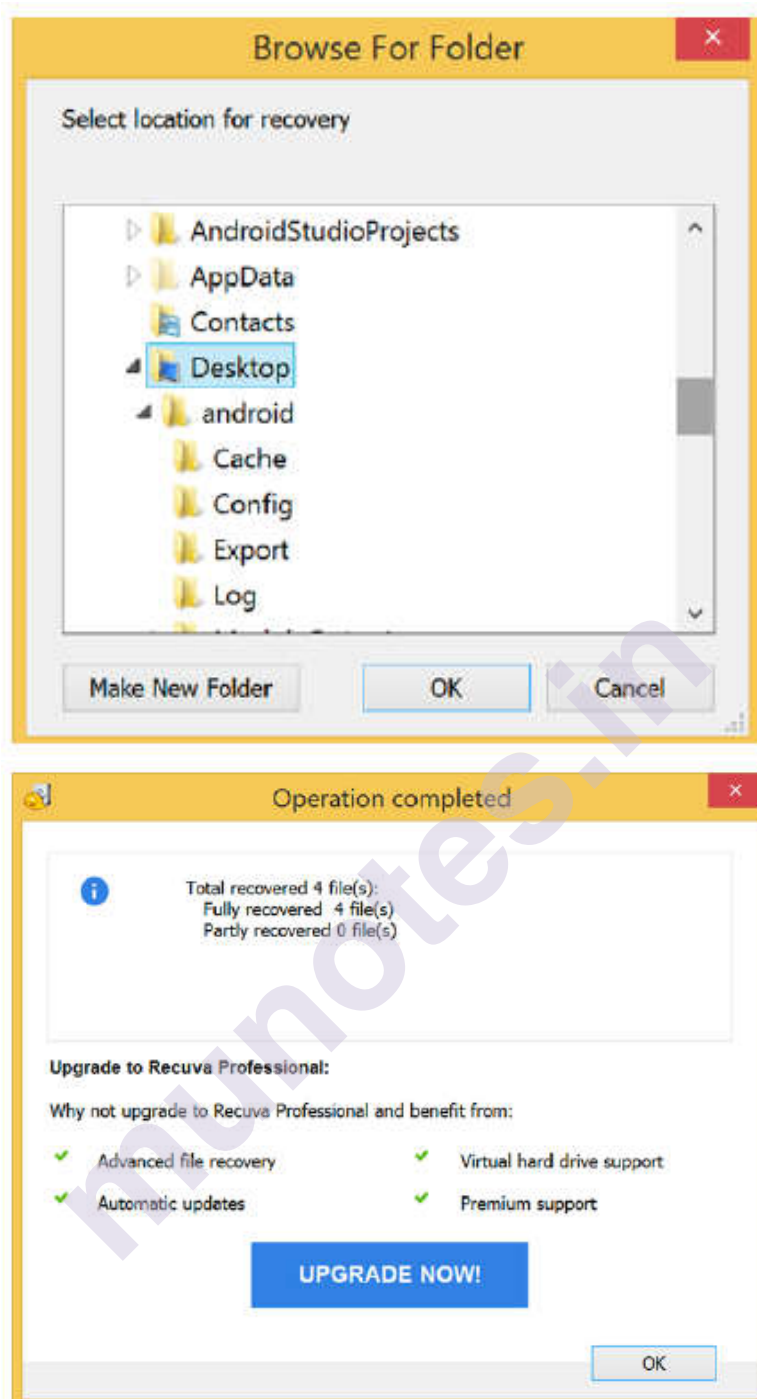 Browse For Folder
Select location for recovery
AndroidStudioProjects
AppData
Contacts
Desktop
android
Cache
Config
Export
Log
Make New Folder OK Cancel
Operation completed
Total recovered 4 file(s):
Fully recovered 4 file(s)
Partly recovered 0 file(s)
Upgrade to Recuva Professional:
Why not upgrade to Recuva Professional and benefit from:
Advanced file recovery Virtual hard drive support
Automatic updates Premium support
UPGRADE NOW!
OK
munotes.in